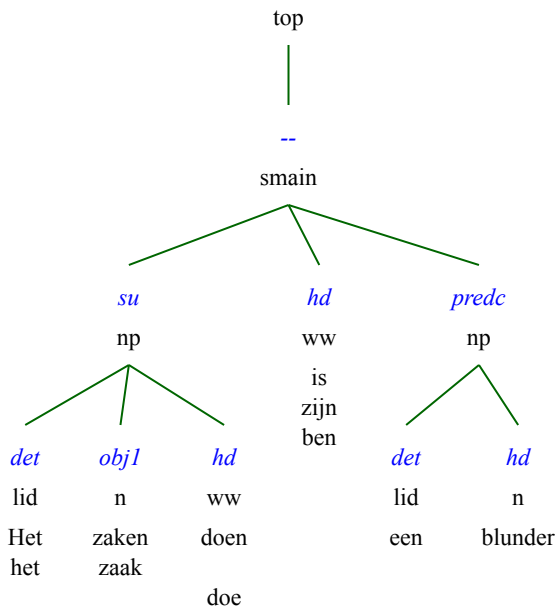 top
--
smain
su hd predc
np ww np
is
zijn
ben
det obj1 hd det hd
lid n ww lid n
Het zaken doen een blunder
het zaak
doe